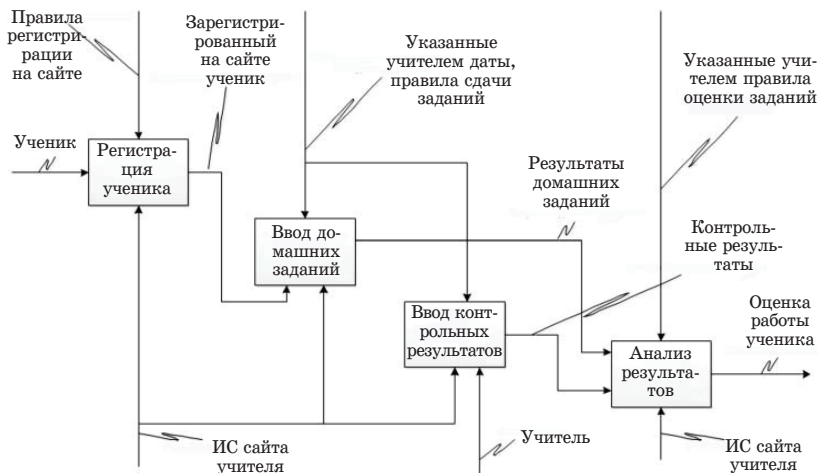 Правила
регистри-
рации
на сайте
Зарегистри-
рованный
на сайте
ученик
Указанные
учителем даты,
правила сдачи
заданий
Указанные учи-
телем правила
оценки заданий
Ученик
Регистра-
ция
ученика
Результаты
домашних
заданий
Ввод до-
машних
заданий
Контроль-
ные резуль-
таты
Ввод конт-
рольных
результатов
Оценка
работы
ученика
Анализ
результа-
тов
ИС сайта
учителя
Учитель
ИС сайта
учителя